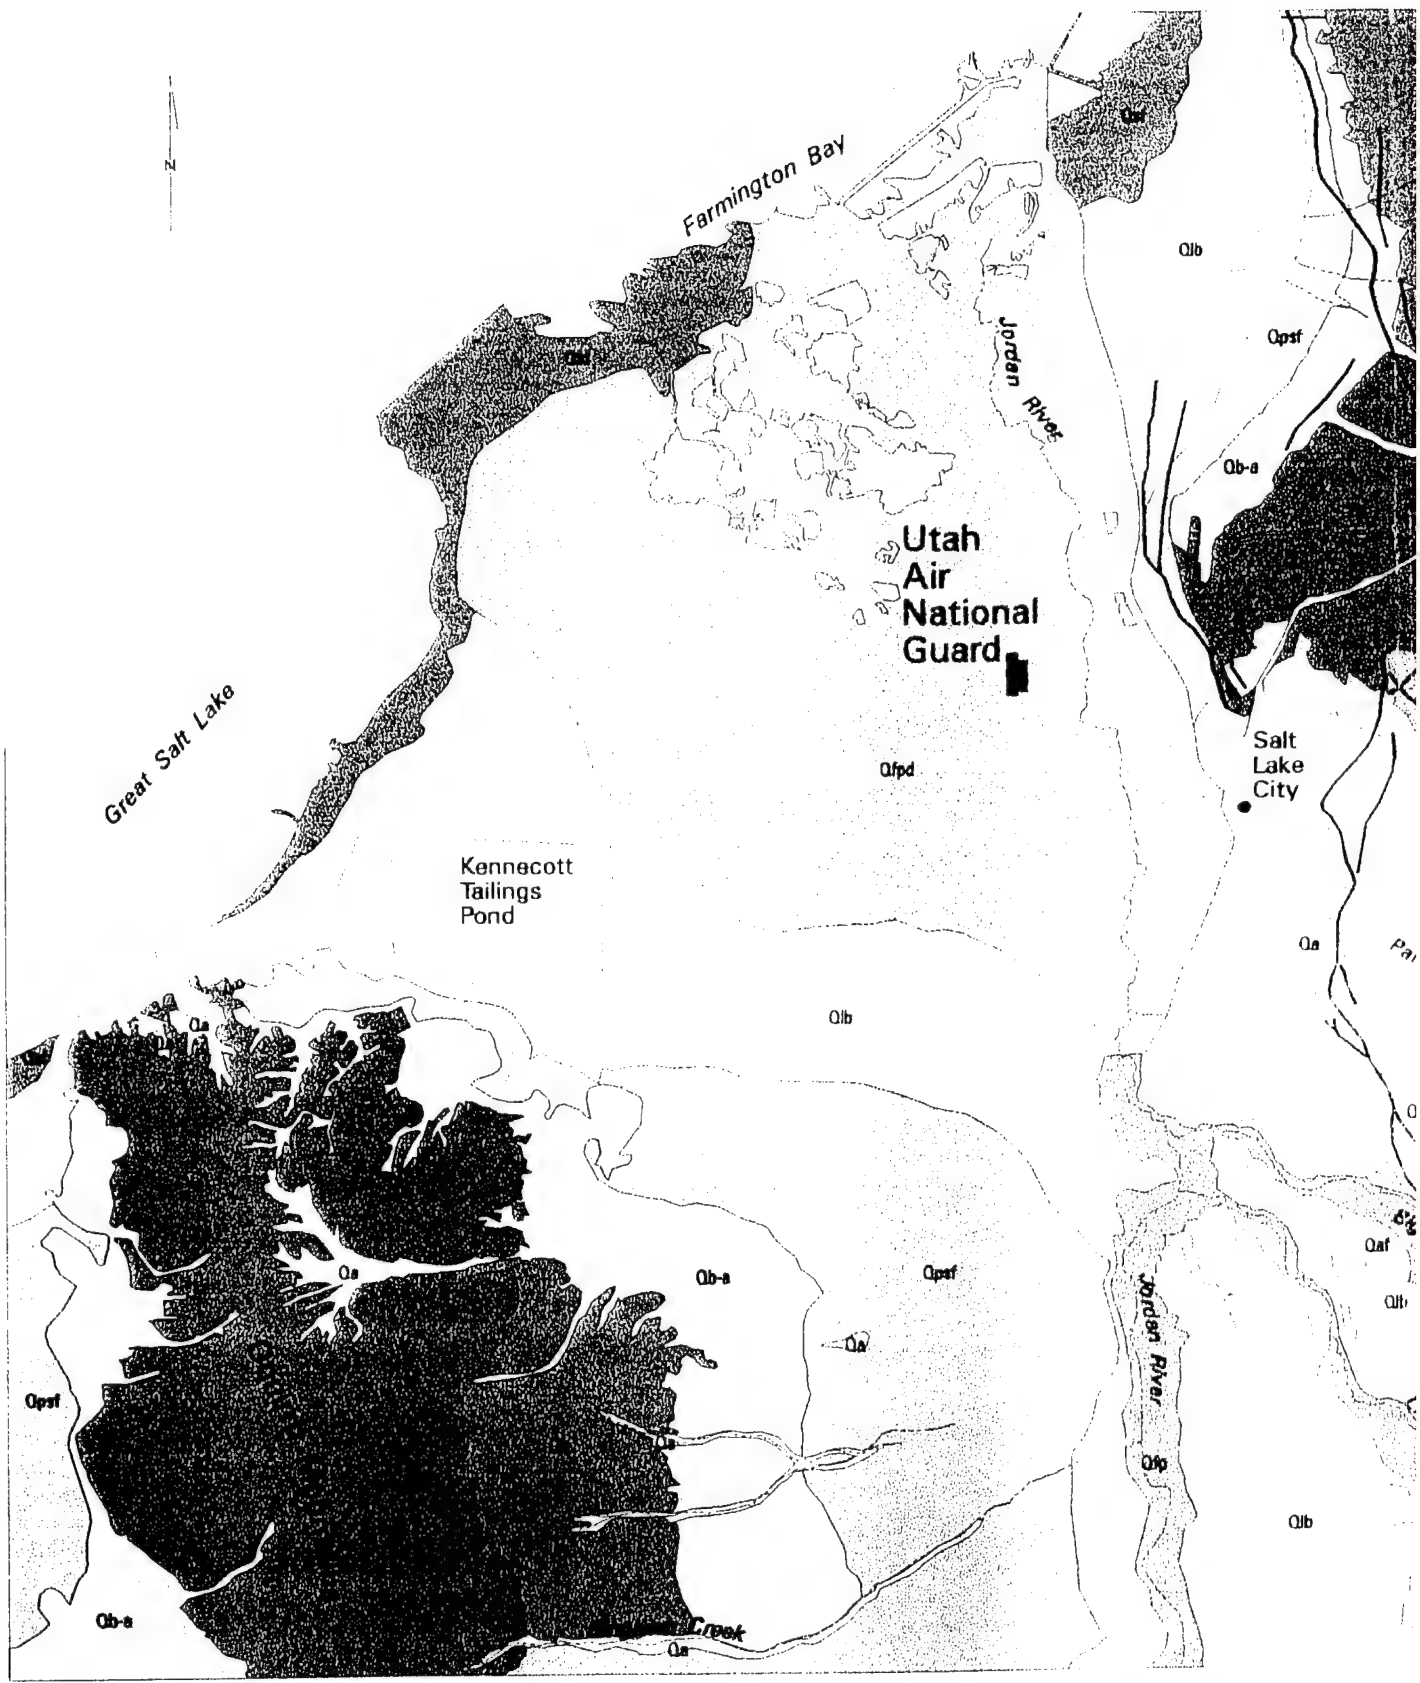 N
Farmington Bay
Qlb
Qpsf
Jordan River
Qb-a
Utah
Air
National
Guard
Great Salt Lake
Salt
Lake
City
Qfpd
Kennecott
Tailings
Pond
Qa
Qlb
Qa
Qaf
Qa
Qb-a
Qpsf
Qa
Jordan River
Qpsf
Qfp
Qlb
Qb-a
Creek
Qa